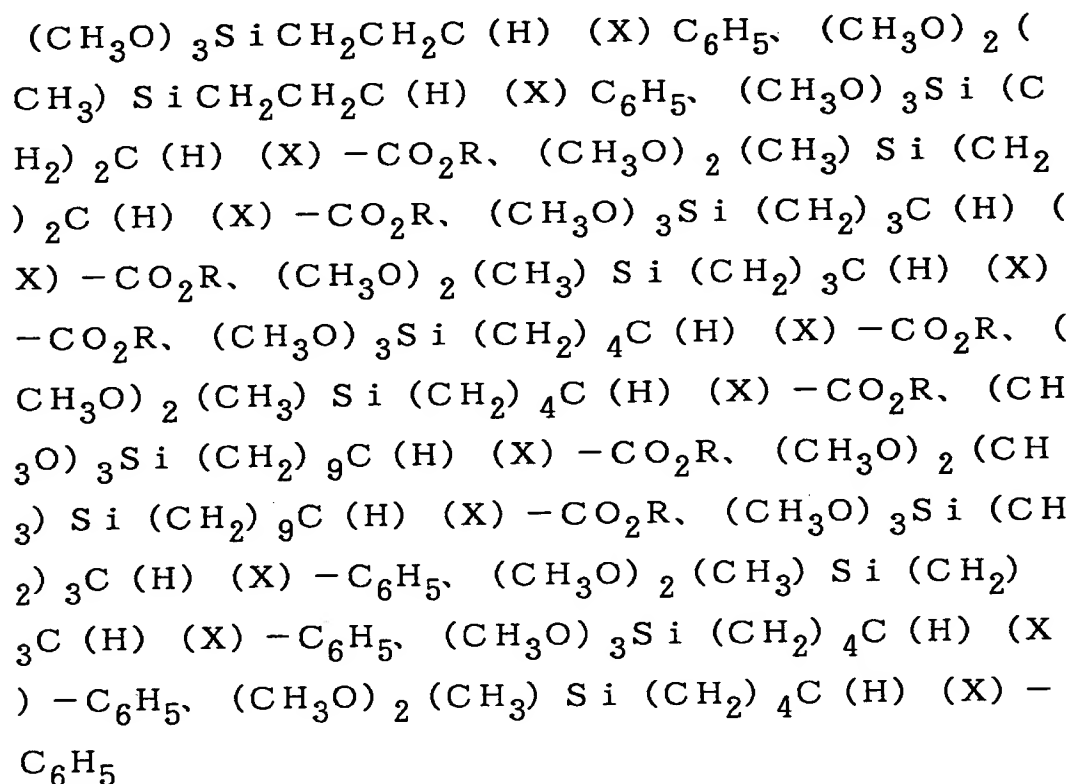 (CH₃O)₃SiCH₂CH₂C(H)(X)C₆H₅、(CH₃O)₂(
CH₃)SiCH₂CH₂C(H)(X)C₆H₅、(CH₃O)₃Si(C
H₂)₂C(H)(X)−CO₂R、(CH₃O)₂(CH₃)Si(CH₂
)₂C(H)(X)−CO₂R、(CH₃O)₃Si(CH₂)₃C(H)(
X)−CO₂R、(CH₃O)₂(CH₃)Si(CH₂)₃C(H)(X)
−CO₂R、(CH₃O)₃Si(CH₂)₄C(H)(X)−CO₂R、(
CH₃O)₂(CH₃)Si(CH₂)₄C(H)(X)−CO₂R、(CH
₃O)₃Si(CH₂)₉C(H)(X)−CO₂R、(CH₃O)₂(CH
₃)Si(CH₂)₉C(H)(X)−CO₂R、(CH₃O)₃Si(CH
₂)₃C(H)(X)−C₆H₅、(CH₃O)₂(CH₃)Si(CH₂)
₃C(H)(X)−C₆H₅、(CH₃O)₃Si(CH₂)₄C(H)(X
)−C₆H₅、(CH₃O)₂(CH₃)Si(CH₂)₄C(H)(X)−
C₆H₅